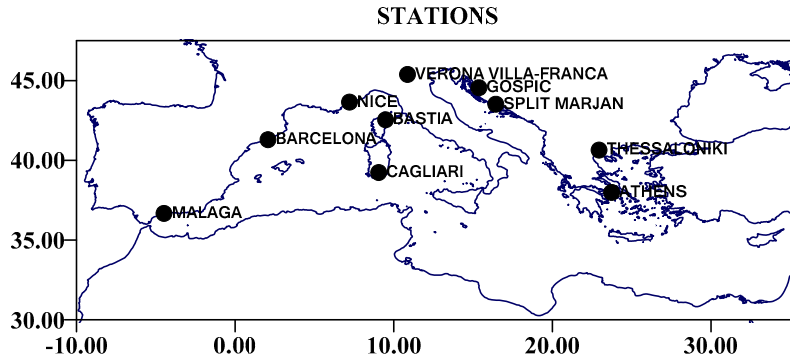 STATIONS
45.00
VERONA VILLA-FRANCA
GOSPIC
NICE
SPLIT MARJAN
BASTIA
BARCELONA
40.00
THESSALONIKI
CAGLIARI
ATHENS
MALAGA
35.00
30.00
-10.00 0.00 10.00 20.00 30.00